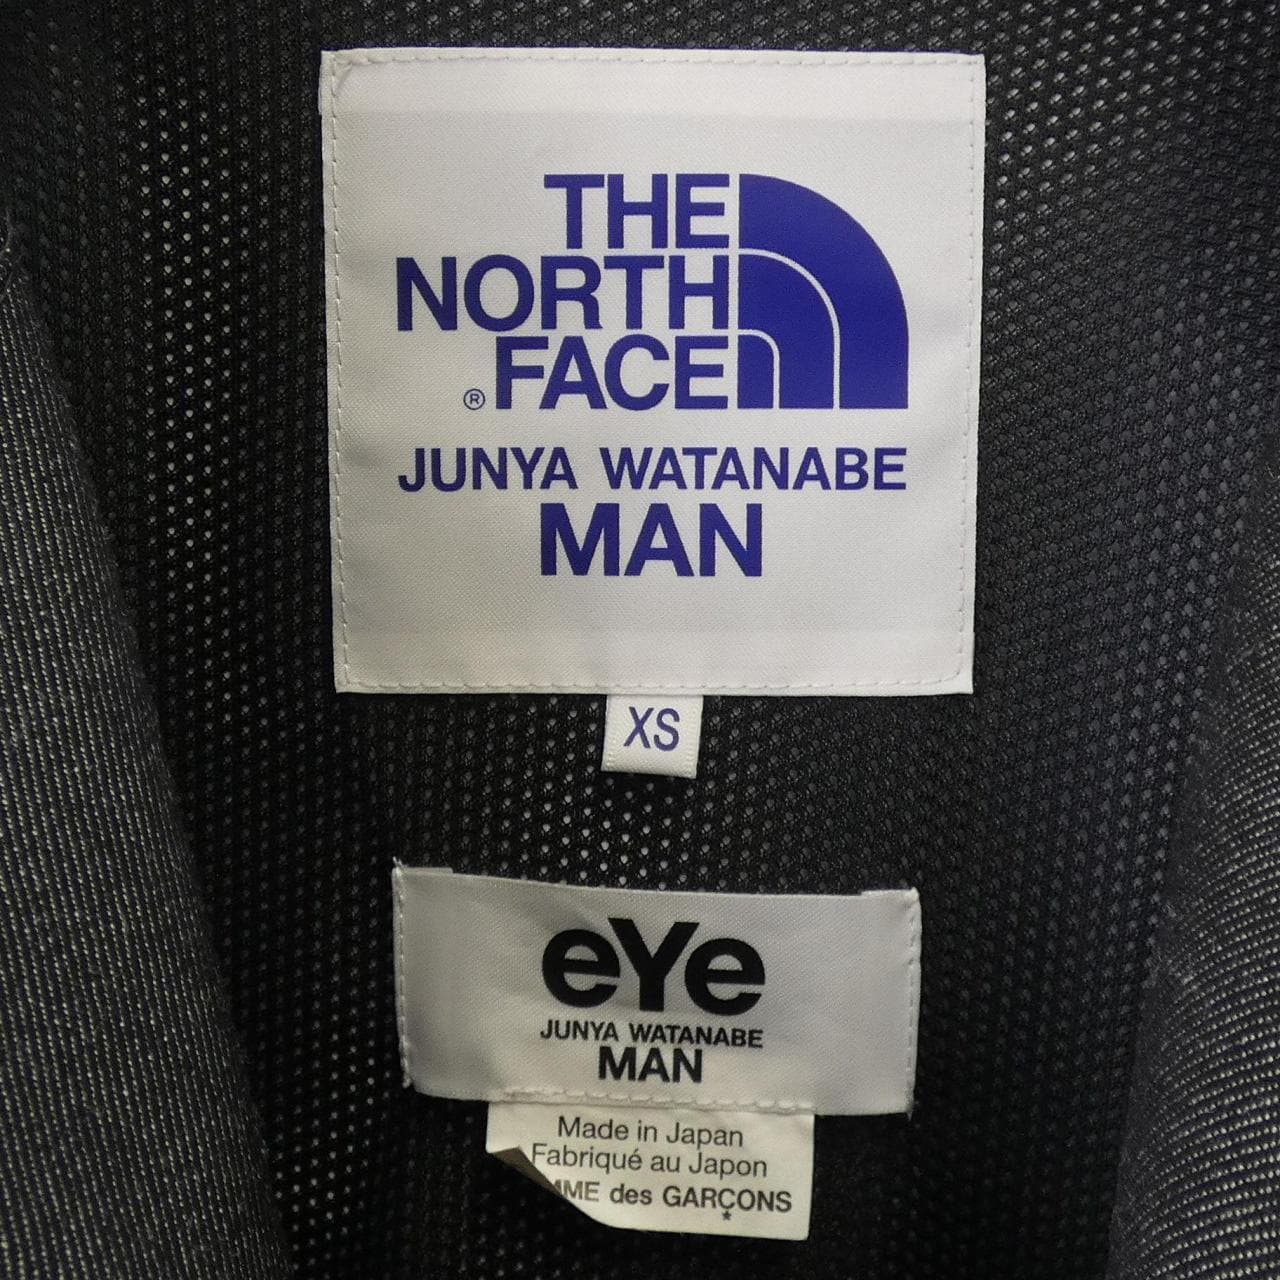 THE
NORTH
® FACE
JUNYA WATANABE
MAN
XS
eYe
JUNYA WATANABE
MAN
Made in Japan
Fabriqué au Japon
des GARÇONS